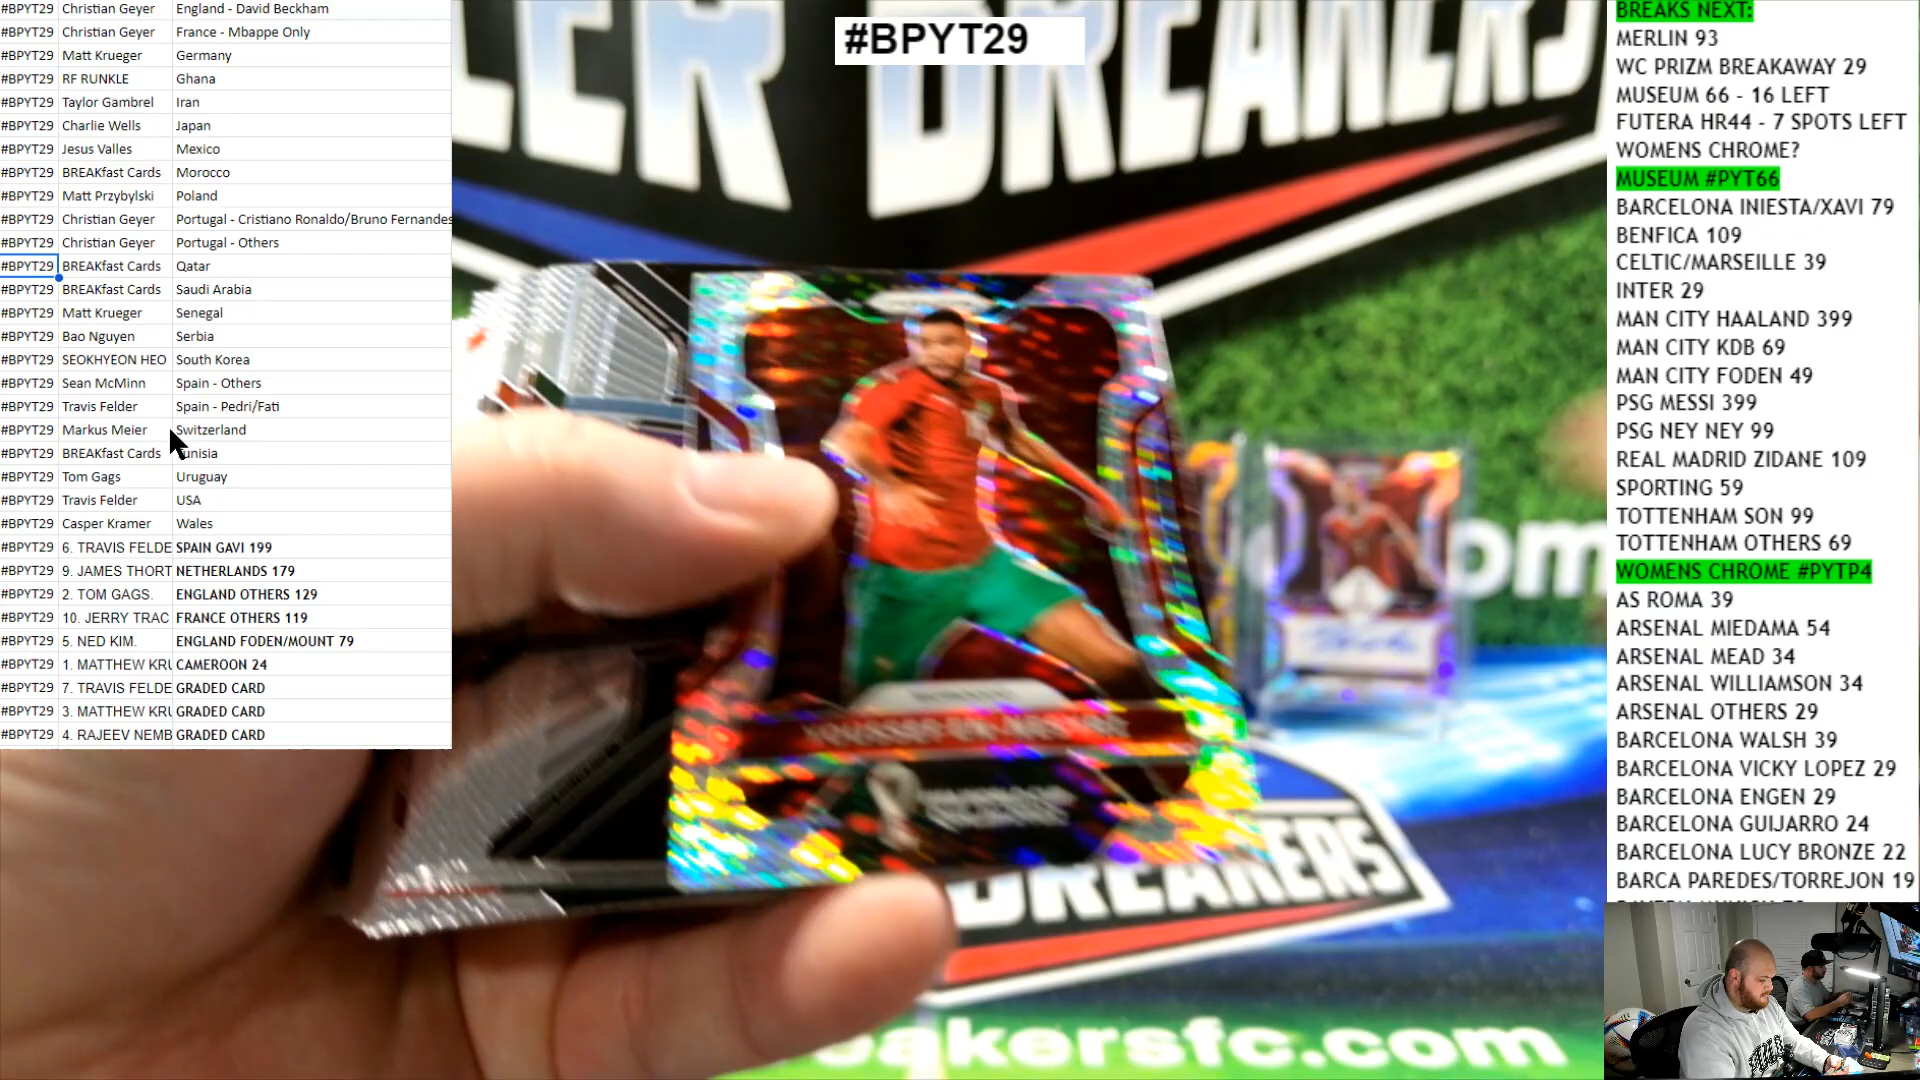 #BPYT29 Christian Geyer England - David Beckham
#BPYT29 Christian Geyer France - Mbappe Only
#BPYT29 Matt Krueger Germany
#BPYT29 RF RUNKLE Ghana
#BPYT29 Taylor Gambrel Iran
#BPYT29 Charlie Wells Japan
#BPYT29 Jesus Valles Mexico
#BPYT29 BREAKfast Cards Morocco
#BPYT29 Matt Przybylski Poland
#BPYT29 Christian Geyer Portugal - Cristiano Ronaldo/Bruno Fernandes
#BPYT29 Christian Geyer Portugal - Others
#BPYT29 BREAKfast Cards Qatar
#BPYT29 BREAKfast Cards Saudi Arabia
#BPYT29 Matt Krueger Senegal
#BPYT29 Bao Nguyen Serbia
#BPYT29 SEOKHYEON HEO South Korea
#BPYT29 Sean McMinn Spain - Others
#BPYT29 Travis Felder Spain - Pedri/Fati
#BPYT29 Markus Meier Switzerland
#BPYT29 BREAKfast Cards unisia
#BPYT29 Tom Gags Uruguay
#BPYT29 Travis Felder USA
#BPYT29 Casper Kramer Wales
#BPYT29 6. TRAVIS FELDE SPAIN GAVI 199
#BPYT29 9. JAMES THORT NETHERLANDS 179
#BPYT29 2. TOM GAGS. ENGLAND OTHERS 129
#BPYT29 10. JERRY TRAC FRANCE OTHERS 119
#BPYT29 5. NED KIM. ENGLAND FODEN/MOUNT 79
#BPYT29 1. MATTHEW KRU CAMEROON 24
#BPYT29 7. TRAVIS FELDE GRADED CARD
#BPYT29 3. MATTHEW KRU GRADED CARD
#BPYT29 4. RAJEEV NEMB GRADED CARD
#BPYT29
LER BREAKERS
YOUSSEF EN-NESYRI
om
BREAKERS
eakersfc.com
BREAKS NEXT:
MERLIN 93
WC PRIZM BREAKAWAY 29
MUSEUM 66 - 16 LEFT
FUTERA HR44 - 7 SPOTS LEFT
WOMENS CHROME?
MUSEUM #PYT66
BARCELONA INIESTA/XAVI 79
BENFICA 109
CELTIC/MARSEILLE 39
INTER 29
MAN CITY HAALAND 399
MAN CITY KDB 69
MAN CITY FODEN 49
PSG MESSI 399
PSG NEY NEY 99
REAL MADRID ZIDANE 109
SPORTING 59
TOTTENHAM SON 99
TOTTENHAM OTHERS 69
WOMENS CHROME #PYTP4
AS ROMA 39
ARSENAL MIEDAMA 54
ARSENAL MEAD 34
ARSENAL WILLIAMSON 34
ARSENAL OTHERS 29
BARCELONA WALSH 39
BARCELONA VICKY LOPEZ 29
BARCELONA ENGEN 29
BARCELONA GUIJARRO 24
BARCELONA LUCY BRONZE 22
BARCA PAREDES/TORREJON 19